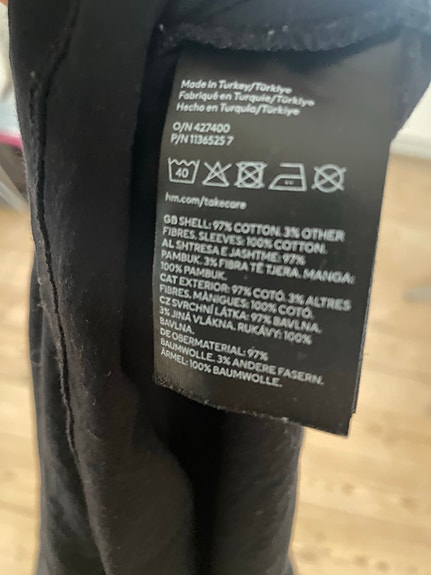 Made in Turkey/Türkiye
Fabriqué en Turquie/Türkiye
Hecho en Turquía/Türkiye
O/N 427400
P/N 1136525 7
40
hm.com/takecare
GB SHELL: 97% COTTON. 3% OTHER
FIBRES. SLEEVES: 100% COTTON.
AL SHTRESA E JASHTME: 97%
PAMBUK. 3% FIBRA TË TJERA. MANGA:
100% PAMBUK.
CAT EXTERIOR: 97% COTÓ. 3% ALTRES
FIBRES. MÀNIGUES: 100% COTÓ.
CZ SVRCHNÍ LÁTKA: 97% BAVLNA.
3% JINÁ VLÁKNA. RUKÁVY: 100%
BAVLNA.
DE OBERMATERIAL: 97%
BAUMWOLLE. 3% ANDERE FASERN.
ÄRMEL: 100% BAUMWOLLE.